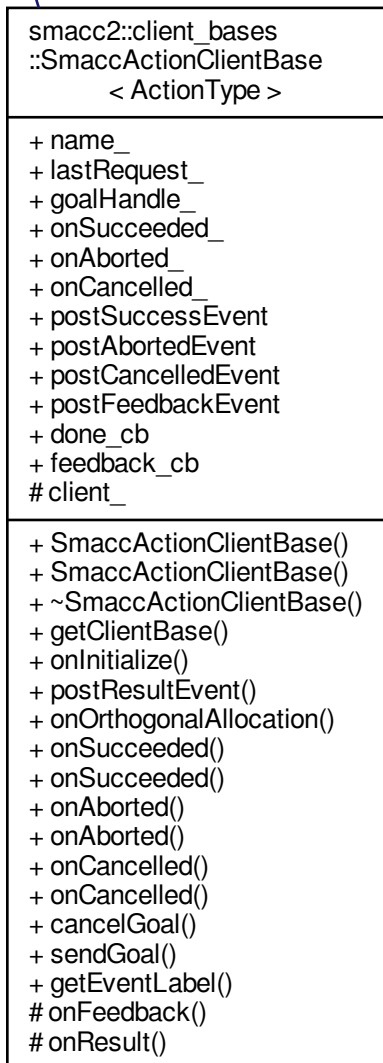 smacc2::client_bases
::SmaccActionClientBase
< ActionType >
+ name_
+ lastRequest_
+ goalHandle_
+ onSucceeded_
+ onAborted_
+ onCancelled_
+ postSuccessEvent
+ postAbortedEvent
+ postCancelledEvent
+ postFeedbackEvent
+ done_cb
+ feedback_cb
# client_
+ SmaccActionClientBase()
+ SmaccActionClientBase()
+ ~SmaccActionClientBase()
+ getClientBase()
+ onInitialize()
+ postResultEvent()
+ onOrthogonalAllocation()
+ onSucceeded()
+ onSucceeded()
+ onAborted()
+ onAborted()
+ onCancelled()
+ onCancelled()
+ cancelGoal()
+ sendGoal()
+ getEventLabel()
# onFeedback()
# onResult()